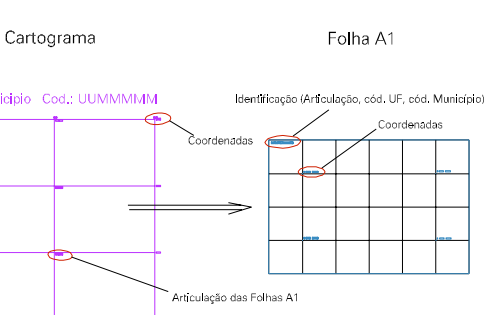 Cartograma
Folha A1
icípio Cod.: UUMMMMM
Identificação (Articulação, cód. UF, cód. Município)
Coordenadas
Coordenadas
Articulação das Folhas A1